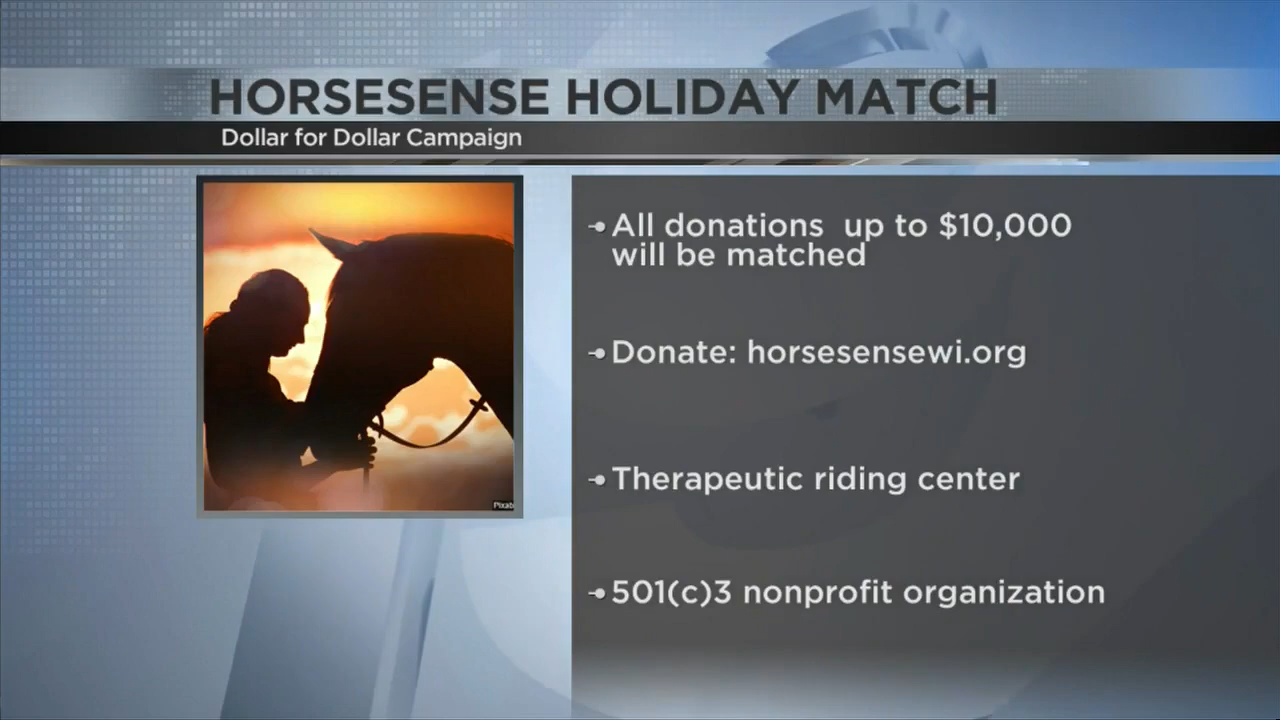 HORSESENSE HOLIDAY MATCH
Dollar for Dollar Campaign
All donations  up to $10,000
will be matched
Donate: horsesensewi.org
Therapeutic riding center
501(c)3 nonprofit organization
Pixab